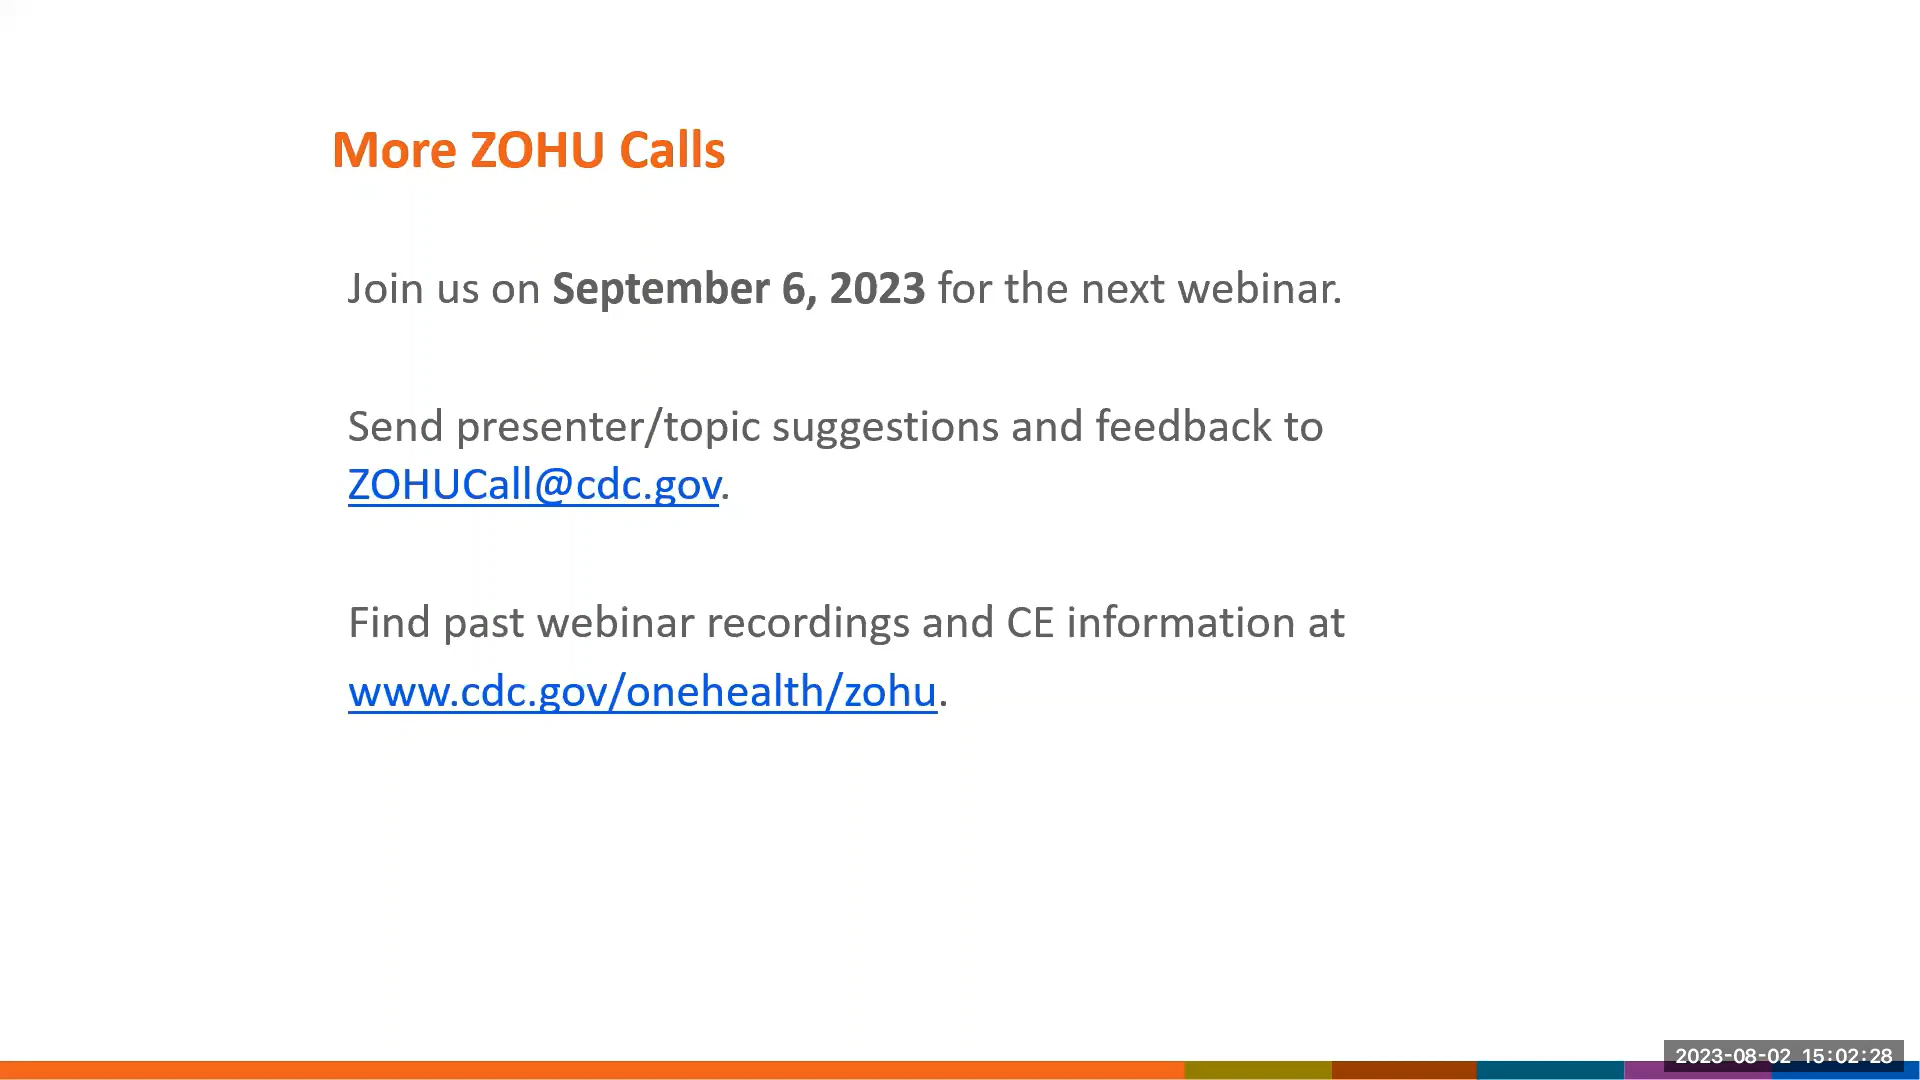 More ZOHU Calls
Join us on September 6, 2023 for the next webinar.
Send presenter/topic suggestions and feedback to
ZOHUCall@cdc.gov.
Find past webinar recordings and CE information at
www.cdc.gov/onehealth/zohu.
2023-08-02 15:02:28